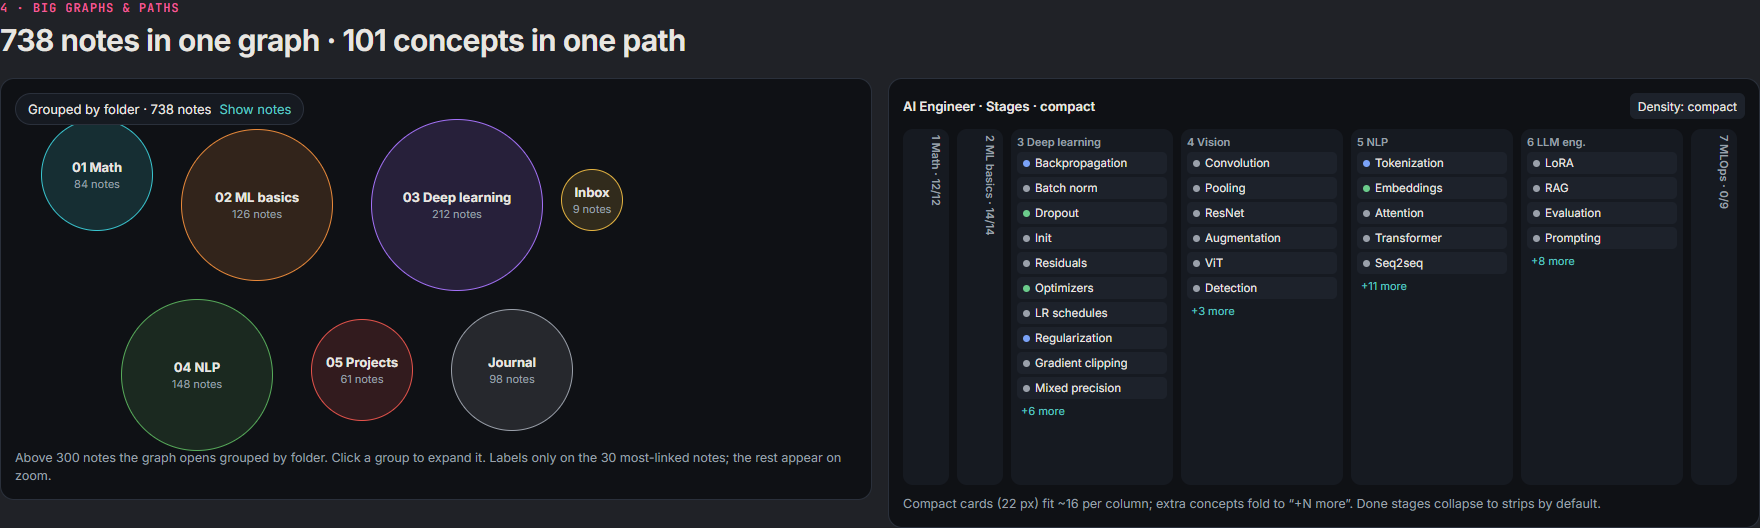 4 · BIG GRAPHS & PATHS
738 notes in one graph · 101 concepts in one path
Grouped by folder · 738 notes Show notes
01 Math
84 notes
02 ML basics
126 notes
03 Deep learning
212 notes
Inbox
9 notes
04 NLP
148 notes
05 Projects
61 notes
Journal
98 notes
Above 300 notes the graph opens grouped by folder. Click a group to expand it. Labels only on the 30 most-linked notes; the rest appear on
zoom.
AI Engineer · Stages · compact
Density: compact
1 Math · 12/12
2 ML basics · 14/14
3 Deep learning
Backpropagation
Batch norm
Dropout
Init
Residuals
Optimizers
LR schedules
Regularization
Gradient clipping
Mixed precision
+6 more
4 Vision
Convolution
Pooling
ResNet
Augmentation
ViT
Detection
+3 more
5 NLP
Tokenization
Embeddings
Attention
Transformer
Seq2seq
+11 more
6 LLM eng.
LoRA
RAG
Evaluation
Prompting
+8 more
7 MLOps · 0/9
Compact cards (22 px) fit ~16 per column; extra concepts fold to “+N more”. Done stages collapse to strips by default.